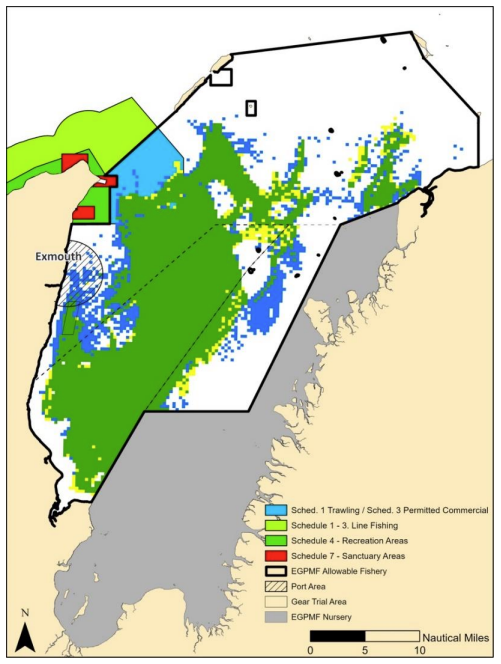 Exmouth
Sched. 1 Trawling / Sched. 3 Permitted Commercial
Schedule 1 - 3. Line Fishing
Schedule 4 - Recreation Areas
Schedule 7 - Sanctuary Areas
EGPMF Allowable Fishery
Port Area
Gear Trial Area
EGPMF Nursery
N
Nautical Miles
0 5 10